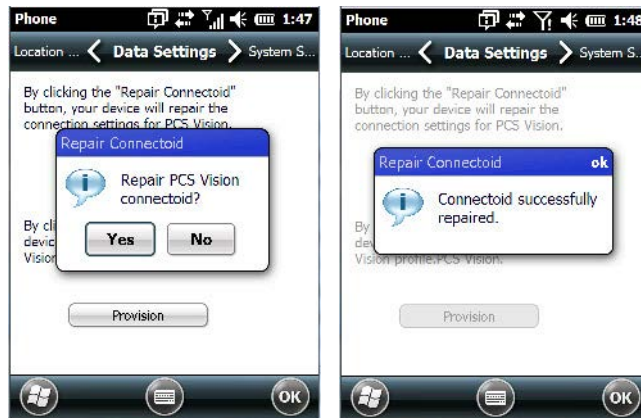 Phone 1:47
Location ... Data Settings System S...
By clicking the "Repair Connectoid"
button, your device will repair the
connection settings for PCS Vision.
Repair Connectoid
Repair PCS Vision
connectoid?
By cli
Yes No
devic
Vision
Provision
OK
Phone 1:48
Location ... Data Settings System S...
By clicking the "Repair Connectoid"
button, your device will repair the
connection settings for PCS Vision.
Repair Connectoid ok
Connectoid successfully
repaired.
By
dev
Vision profile.PCS Vision.
Provision
OK